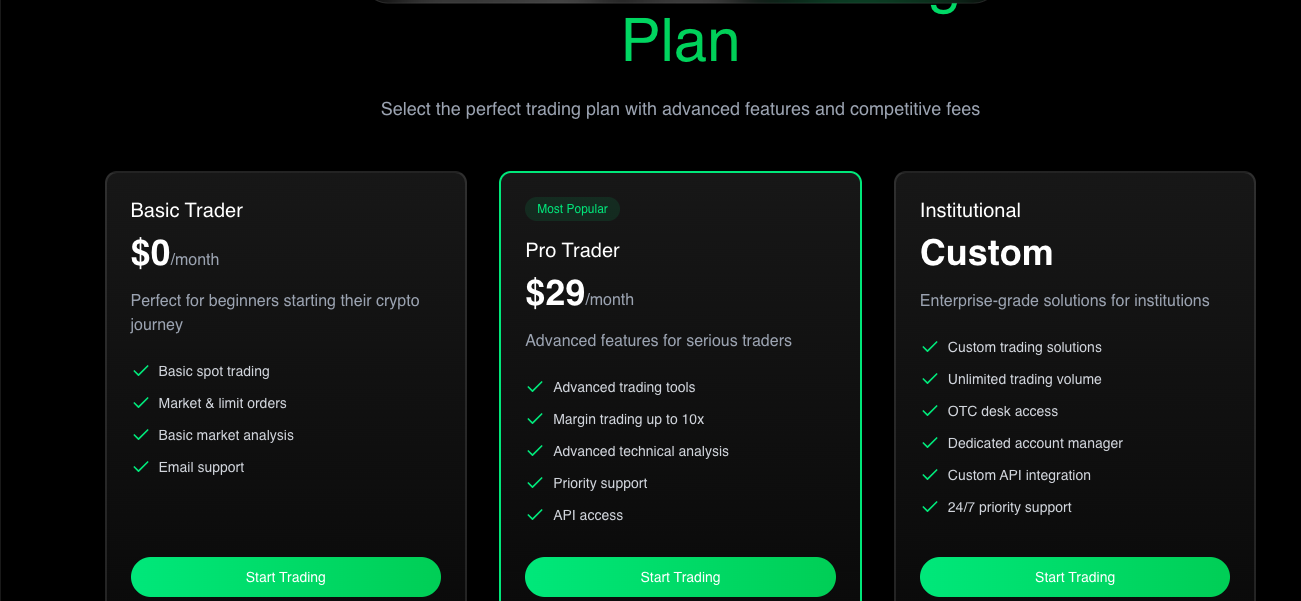 Plan
Select the perfect trading plan with advanced features and competitive fees
Basic Trader
$0/month
Perfect for beginners starting their crypto
journey
Basic spot trading
Market & limit orders
Basic market analysis
Email support
Start Trading
Most Popular
Pro Trader
$29/month
Advanced features for serious traders
Advanced trading tools
Margin trading up to 10x
Advanced technical analysis
Priority support
API access
Start Trading
Institutional
Custom
Enterprise-grade solutions for institutions
Custom trading solutions
Unlimited trading volume
OTC desk access
Dedicated account manager
Custom API integration
24/7 priority support
Start Trading